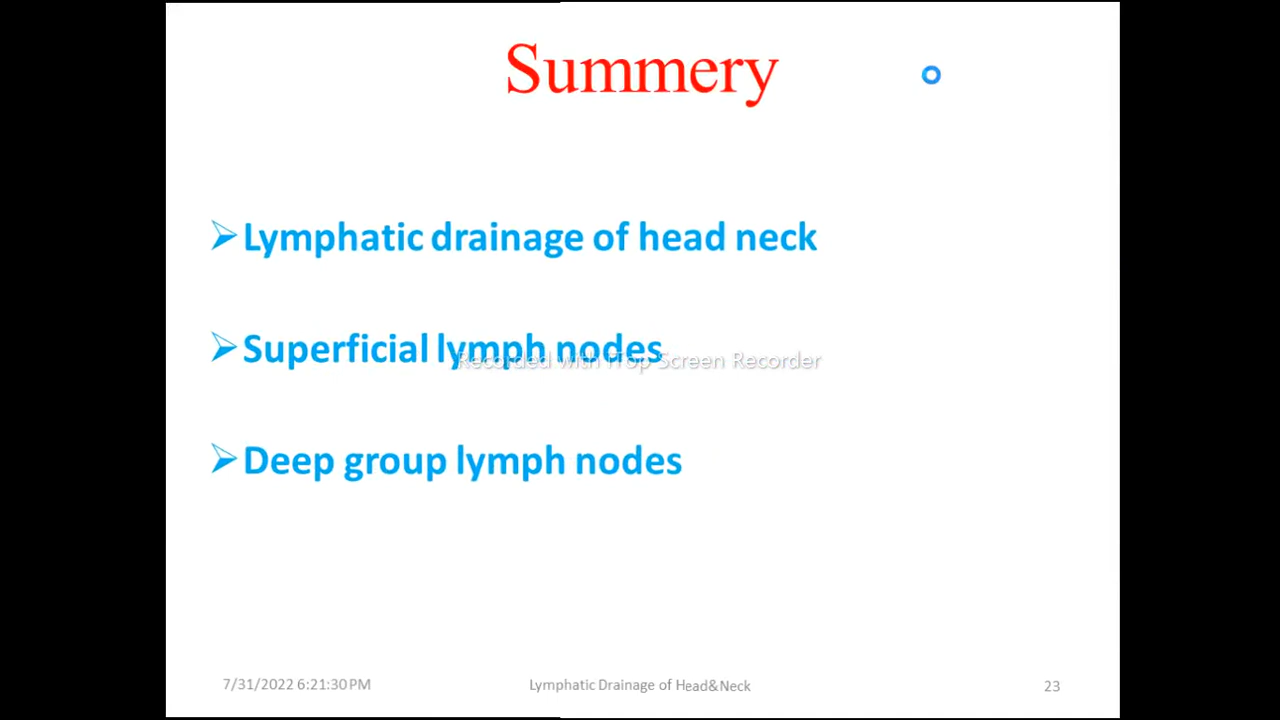 Summery
➢Lymphatic drainage of head neck
➢Superficial lymph nodes
Recorded with iTop Screen Recorder
➢Deep group lymph nodes
7/31/2022 6:21:30 PM
Lymphatic Drainage of Head&Neck
23